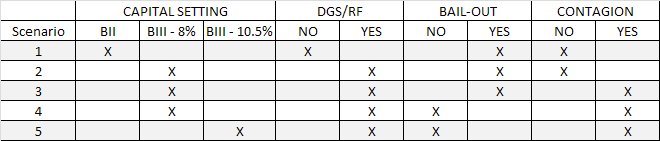 CAPITAL SETTING DGS/RF BAIL-OUT CONTAGION
Scenario BII BIII - 8% BIII - 10.5% NO YES NO YES NO YES
1 X X X X
2 X X X X
3 X X X X
4 X X X X
5 X X X X